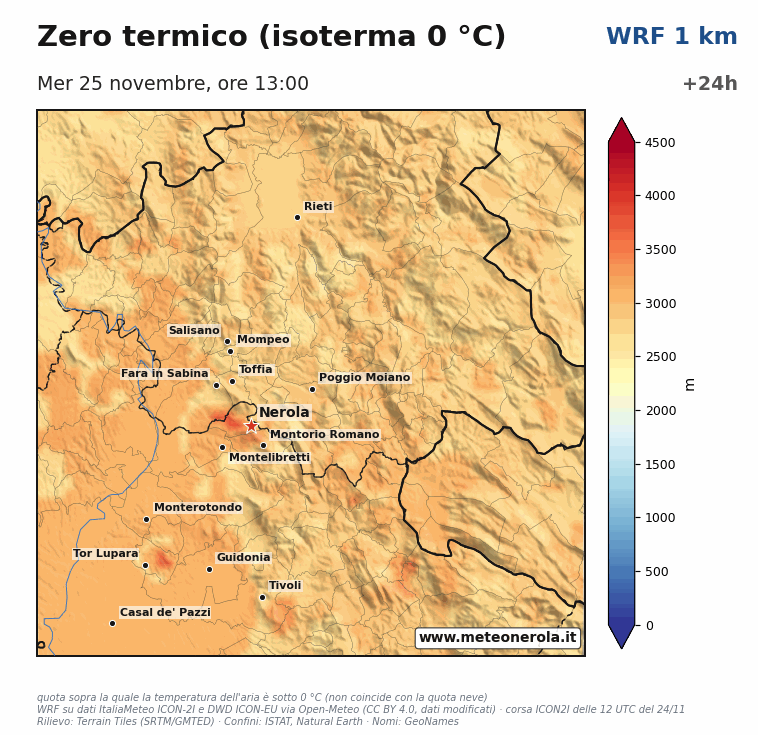 Zero termico (isoterma 0 °C)
WRF 1 km
Mer 25 novembre, ore 13:00
+24h
Rieti
Salisano
Mompeo
Toffia
Fara in Sabina
Poggio Moiano
Nerola
Montorio Romano
Montelibretti
Monterotondo
Tor Lupara
Guidonia
Tivoli
Casal de' Pazzi
www.meteonerola.it
4500
4000
3500
3000
2500
2000
1500
1000
500
0
m
quota sopra la quale la temperatura dell'aria è sotto 0 °C (non coincide con la quota neve)
WRF su dati ItaliaMeteo ICON-2I e DWD ICON-EU via Open-Meteo (CC BY 4.0, dati modificati) · corsa ICON2I delle 12 UTC del 24/11
Rilievo: Terrain Tiles (SRTM/GMTED) · Confini: ISTAT, Natural Earth · Nomi: GeoNames